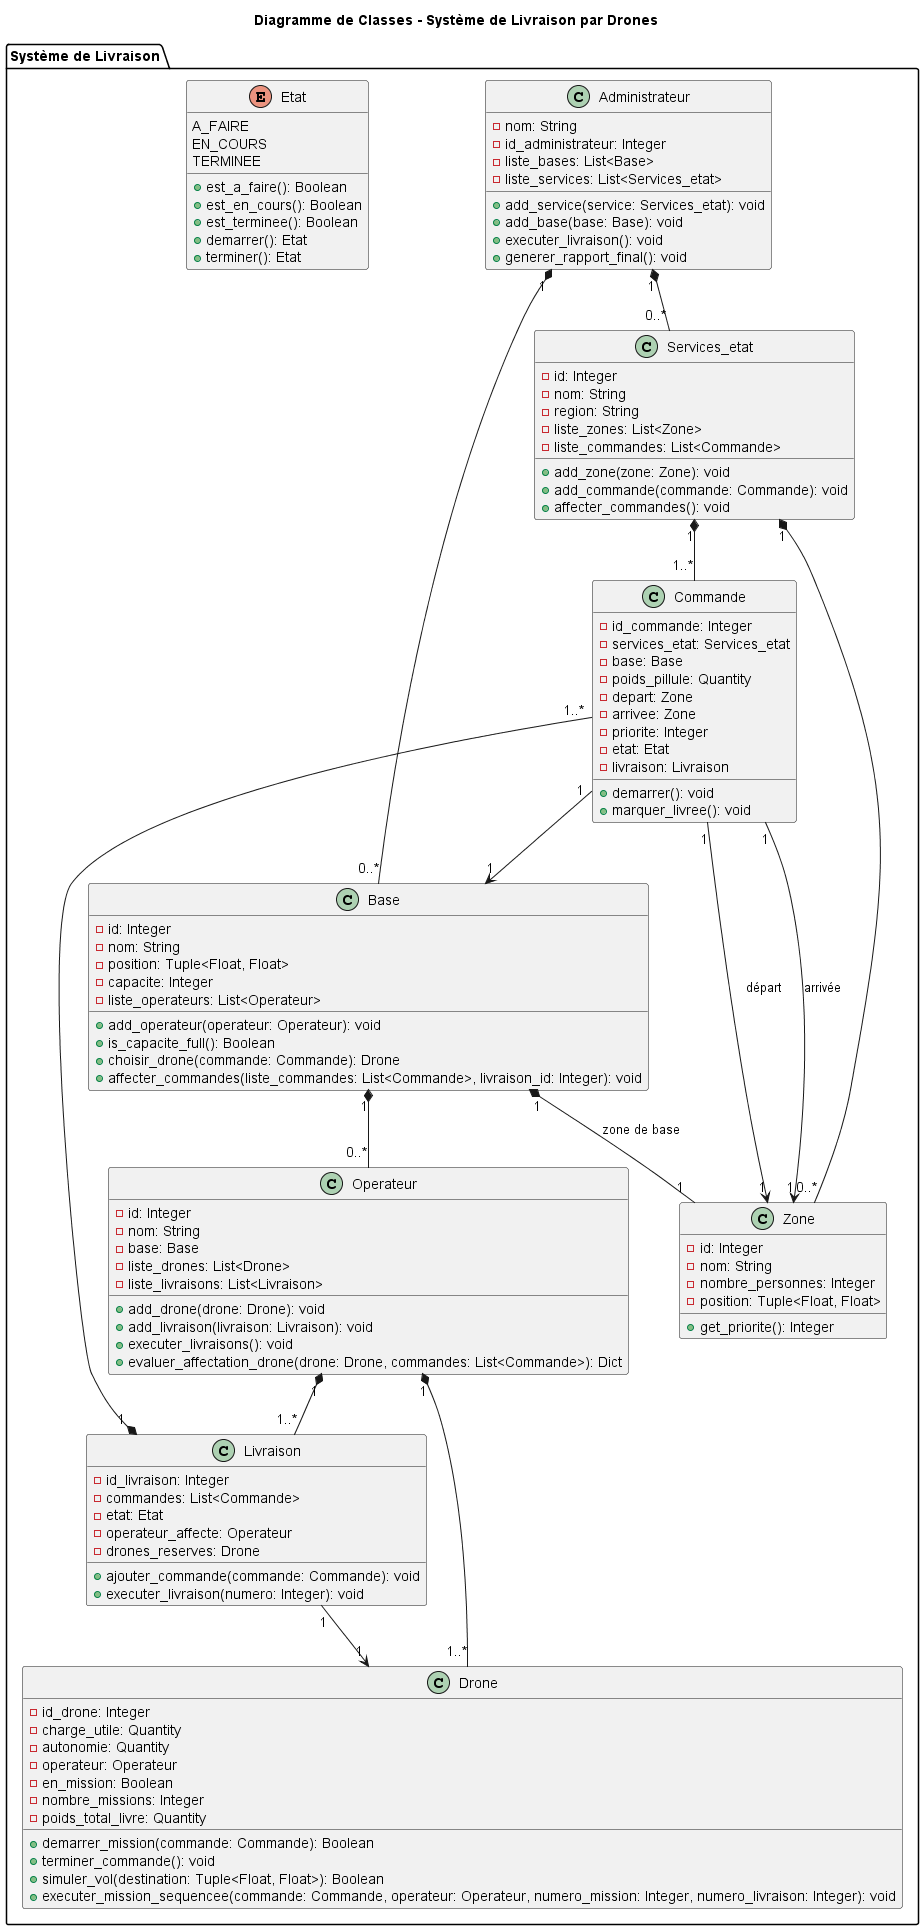 Diagramme de Classes - Système de Livraison par Drones
Système de Livraison
E Etat
A_FAIRE
EN_COURS
TERMINEE
est_a_faire(): Boolean
est_en_cours(): Boolean
est_terminee(): Boolean
demarrer(): Etat
terminer(): Etat
C Administrateur
nom: String
id_administrateur: Integer
liste_bases: List<Base>
liste_services: List<Services_etat>
add_service(service: Services_etat): void
add_base(base: Base): void
executer_livraison(): void
generer_rapport_final(): void
1
1
0..*
C Services_etat
id: Integer
nom: String
region: String
liste_zones: List<Zone>
liste_commandes: List<Commande>
add_zone(zone: Zone): void
add_commande(commande: Commande): void
affecter_commandes(): void
1
1
1..*
C Commande
id_commande: Integer
services_etat: Services_etat
base: Base
poids_pillule: Quantity
depart: Zone
arrivee: Zone
priorite: Integer
etat: Etat
livraison: Livraison
demarrer(): void
marquer_livree(): void
1..*
1
1
1
0..*
1
C Base
id: Integer
nom: String
position: Tuple<Float, Float>
capacite: Integer
liste_operateurs: List<Operateur>
add_operateur(operateur: Operateur): void
is_capacite_full(): Boolean
choisir_drone(commande: Commande): Drone
affecter_commandes(liste_commandes: List<Commande>, livraison_id: Integer): void
départ
arrivée
1
1
zone de base
0..*
1
1
1
0..*
C Operateur
id: Integer
nom: String
base: Base
liste_drones: List<Drone>
liste_livraisons: List<Livraison>
add_drone(drone: Drone): void
add_livraison(livraison: Livraison): void
executer_livraisons(): void
evaluer_affectation_drone(drone: Drone, commandes: List<Commande>): Dict
C Zone
id: Integer
nom: String
nombre_personnes: Integer
position: Tuple<Float, Float>
get_priorite(): Integer
1
1
1
1..*
C Livraison
id_livraison: Integer
commandes: List<Commande>
etat: Etat
operateur_affecte: Operateur
drones_reserves: Drone
ajouter_commande(commande: Commande): void
executer_livraison(numero: Integer): void
1
1
1..*
C Drone
id_drone: Integer
charge_utile: Quantity
autonomie: Quantity
operateur: Operateur
en_mission: Boolean
nombre_missions: Integer
poids_total_livre: Quantity
demarrer_mission(commande: Commande): Boolean
terminer_commande(): void
simuler_vol(destination: Tuple<Float, Float>): Boolean
executer_mission_sequencee(commande: Commande, operateur: Operateur, numero_mission: Integer, numero_livraison: Integer): void